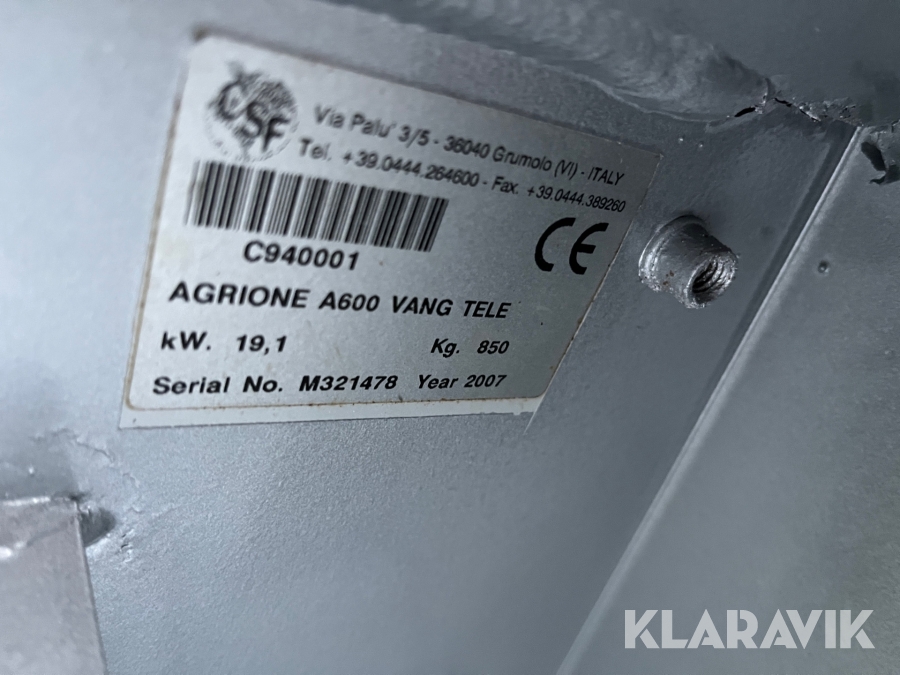 CSF
Via Palu' 3/5 - 36040 Grumolo (VI) - ITALY
Tel. +39.0444.264600 - Fax. +39.0444.389260
C940001
CE
AGRIONE A600 VANG TELE
kW. 19,1 Kg. 850
Serial No. M321478 Year 2007
KLARAVIK